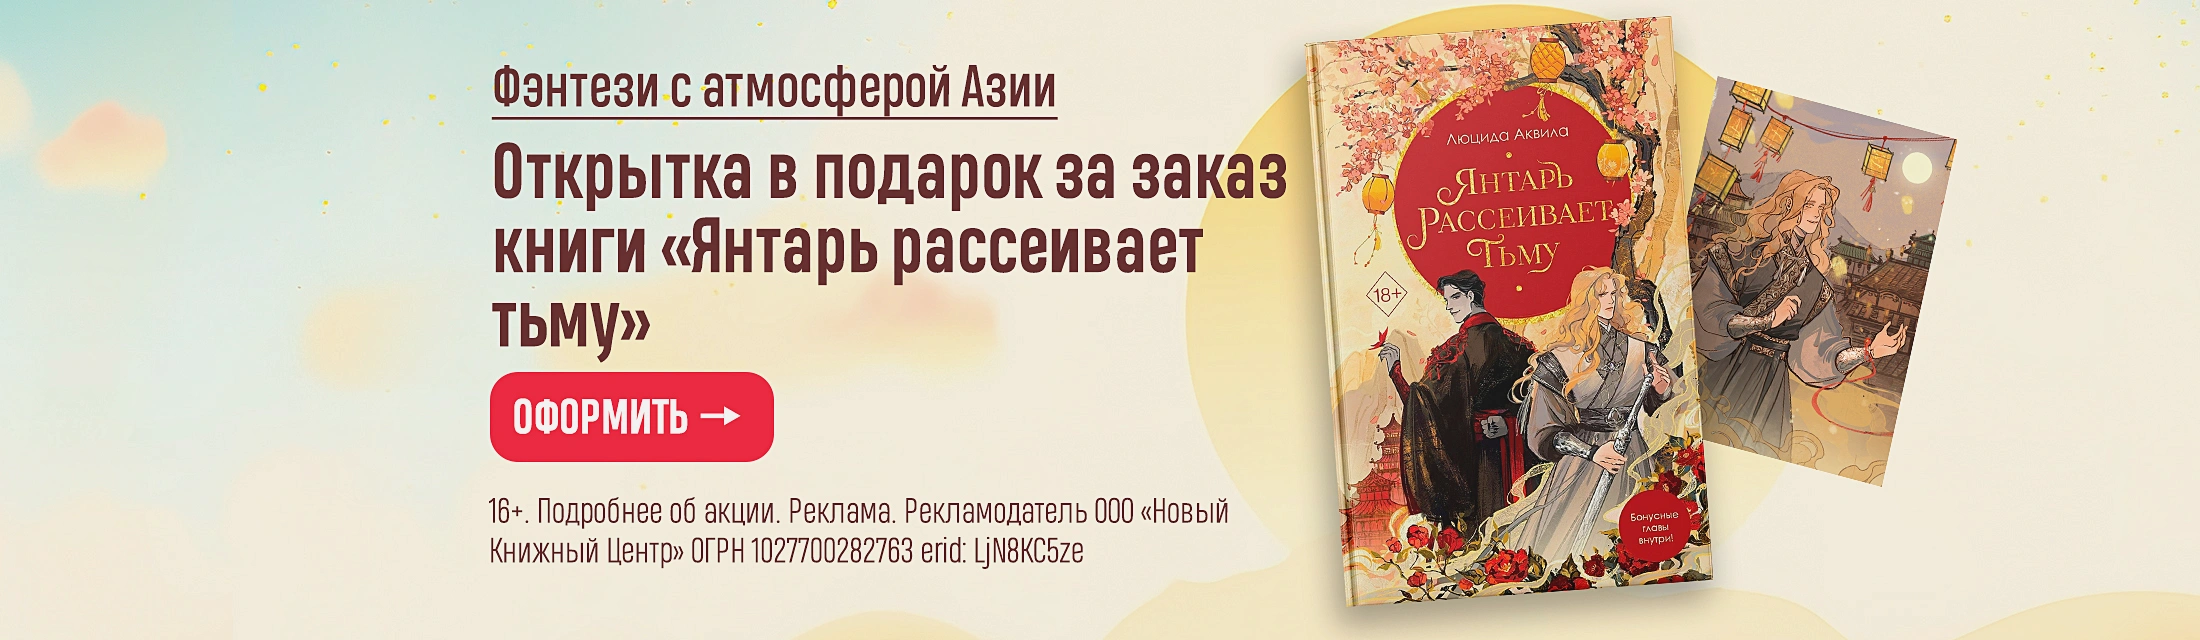 Фэнтези с атмосферой Азии
Открытка в подарок за заказ
книги «Янтарь рассеивает
тьму»
ОФОРМИТЬ →
16+. Подробнее об акции. Реклама. Рекламодатель ООО «Новый
Книжный Центр» ОГРН 1027700282763 erid: LjN8KC5ze
Люцида Аквила
Янтарь
Рассеивает
Тьму
18+
Бонусные
главы
внутри!